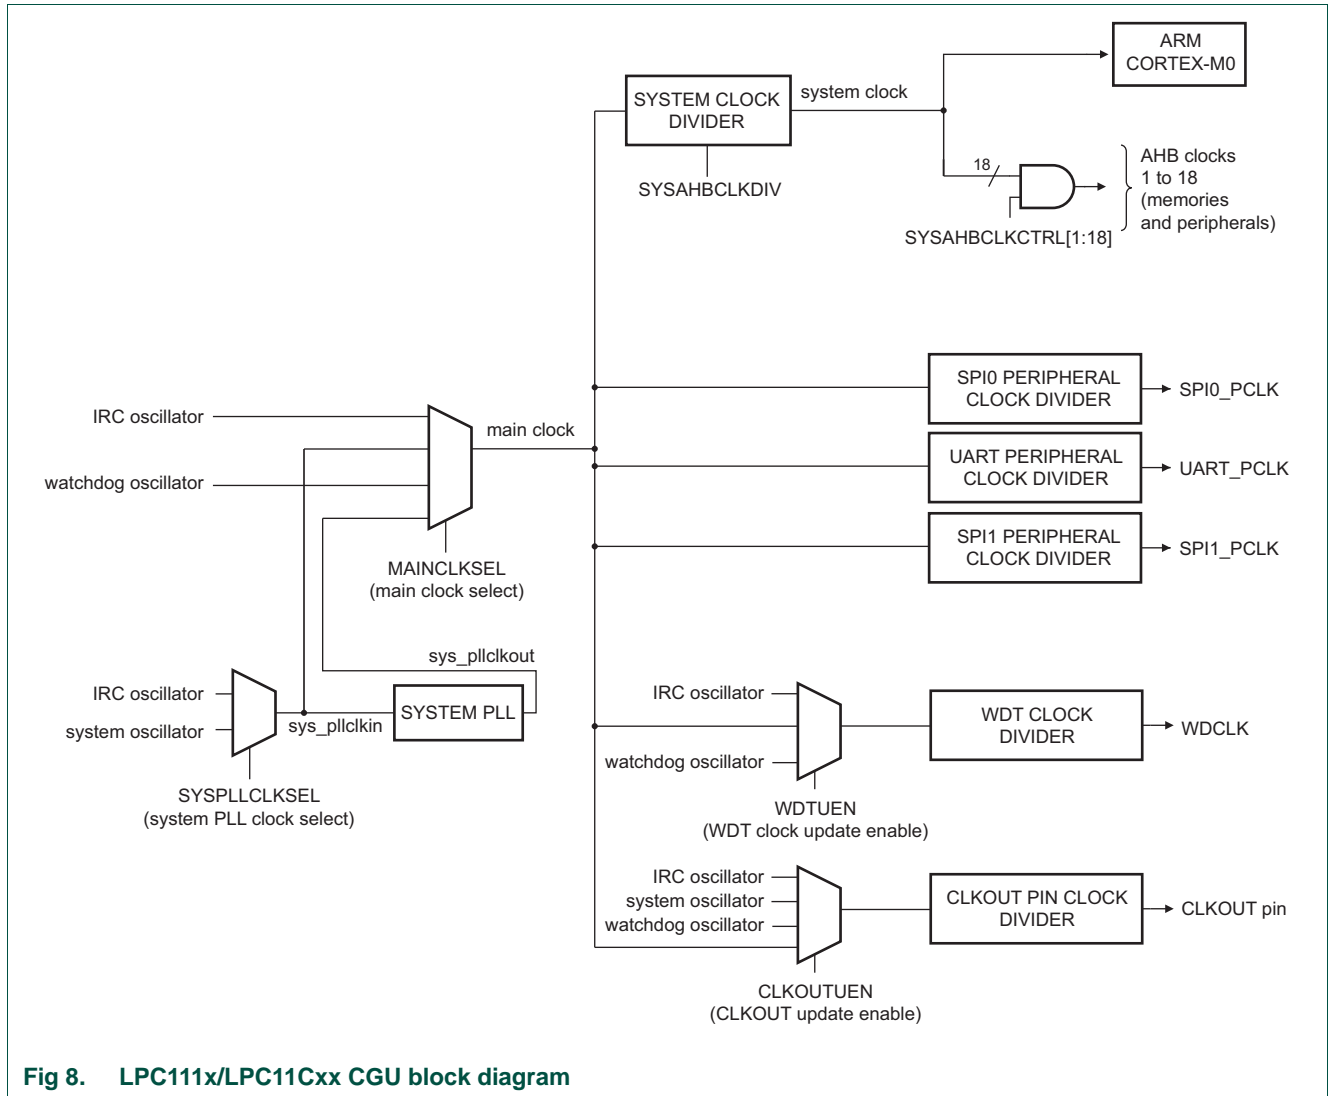 ARM
CORTEX-M0
SYSTEM CLOCK
DIVIDER
system clock
SYSAHBCLKDIV
18
AHB clocks
1 to 18
(memories
and peripherals)
SYSAHBCLKCTRL[1:18]
IRC oscillator
watchdog oscillator
main clock
MAINCLKSEL
(main clock select)
SPI0 PERIPHERAL
CLOCK DIVIDER
SPI0_PCLK
UART PERIPHERAL
CLOCK DIVIDER
UART_PCLK
SPI1 PERIPHERAL
CLOCK DIVIDER
SPI1_PCLK
sys_pllclkout
IRC oscillator
system oscillator
sys_pllclkin
SYSTEM PLL
SYSPLLCLKSEL
(system PLL clock select)
IRC oscillator
watchdog oscillator
WDT CLOCK
DIVIDER
WDCLK
WDTUEN
(WDT clock update enable)
IRC oscillator
system oscillator
watchdog oscillator
CLKOUT PIN CLOCK
DIVIDER
CLKOUT pin
CLKOUTUEN
(CLKOUT update enable)
Fig 8. LPC111x/LPC11Cxx CGU block diagram